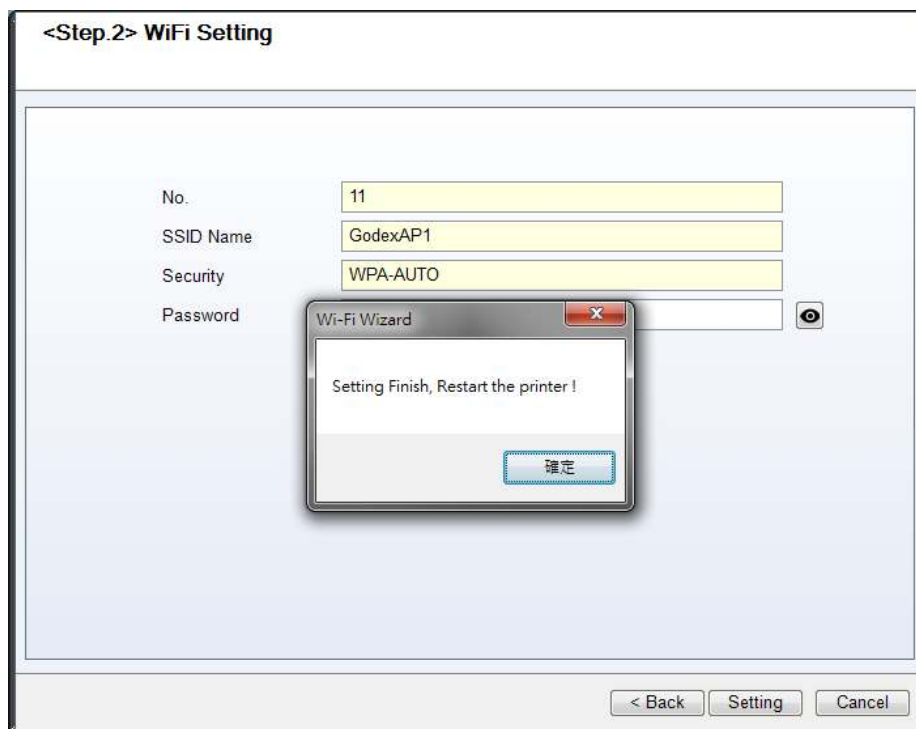 <Step.2> WiFi Setting
No. 11
SSID Name GodexAP1
Security WPA-AUTO
Password
Wi-Fi Wizard
Setting Finish, Restart the printer !
確定
< Back Setting Cancel